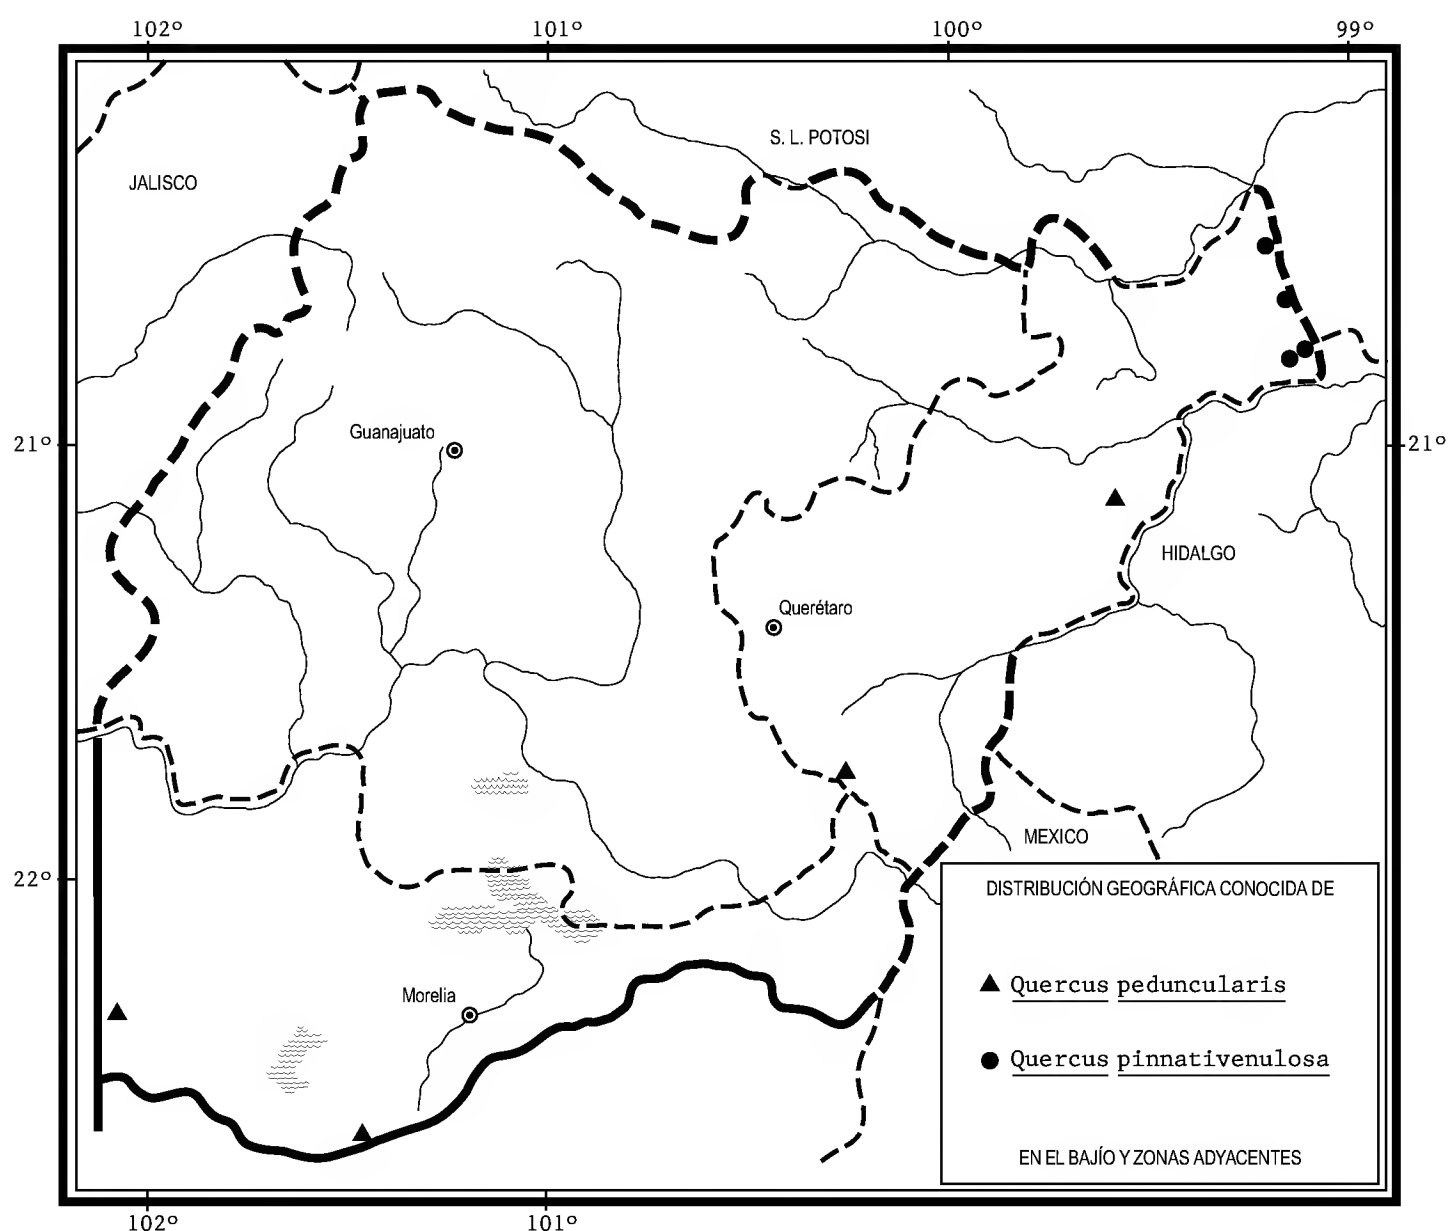 102° 101° 100° 99°
S. L. POTOSI
JALISCO
Guanajuato
21° 21°
HIDALGO
Querétaro
MEXICO
22°
DISTRIBUCIÓN GEOGRÁFICA CONOCIDA DE
Quercus peduncularis
Morelia
Quercus pinnativenulosa
EN EL BAJÍO Y ZONAS ADYACENTES
102° 101°